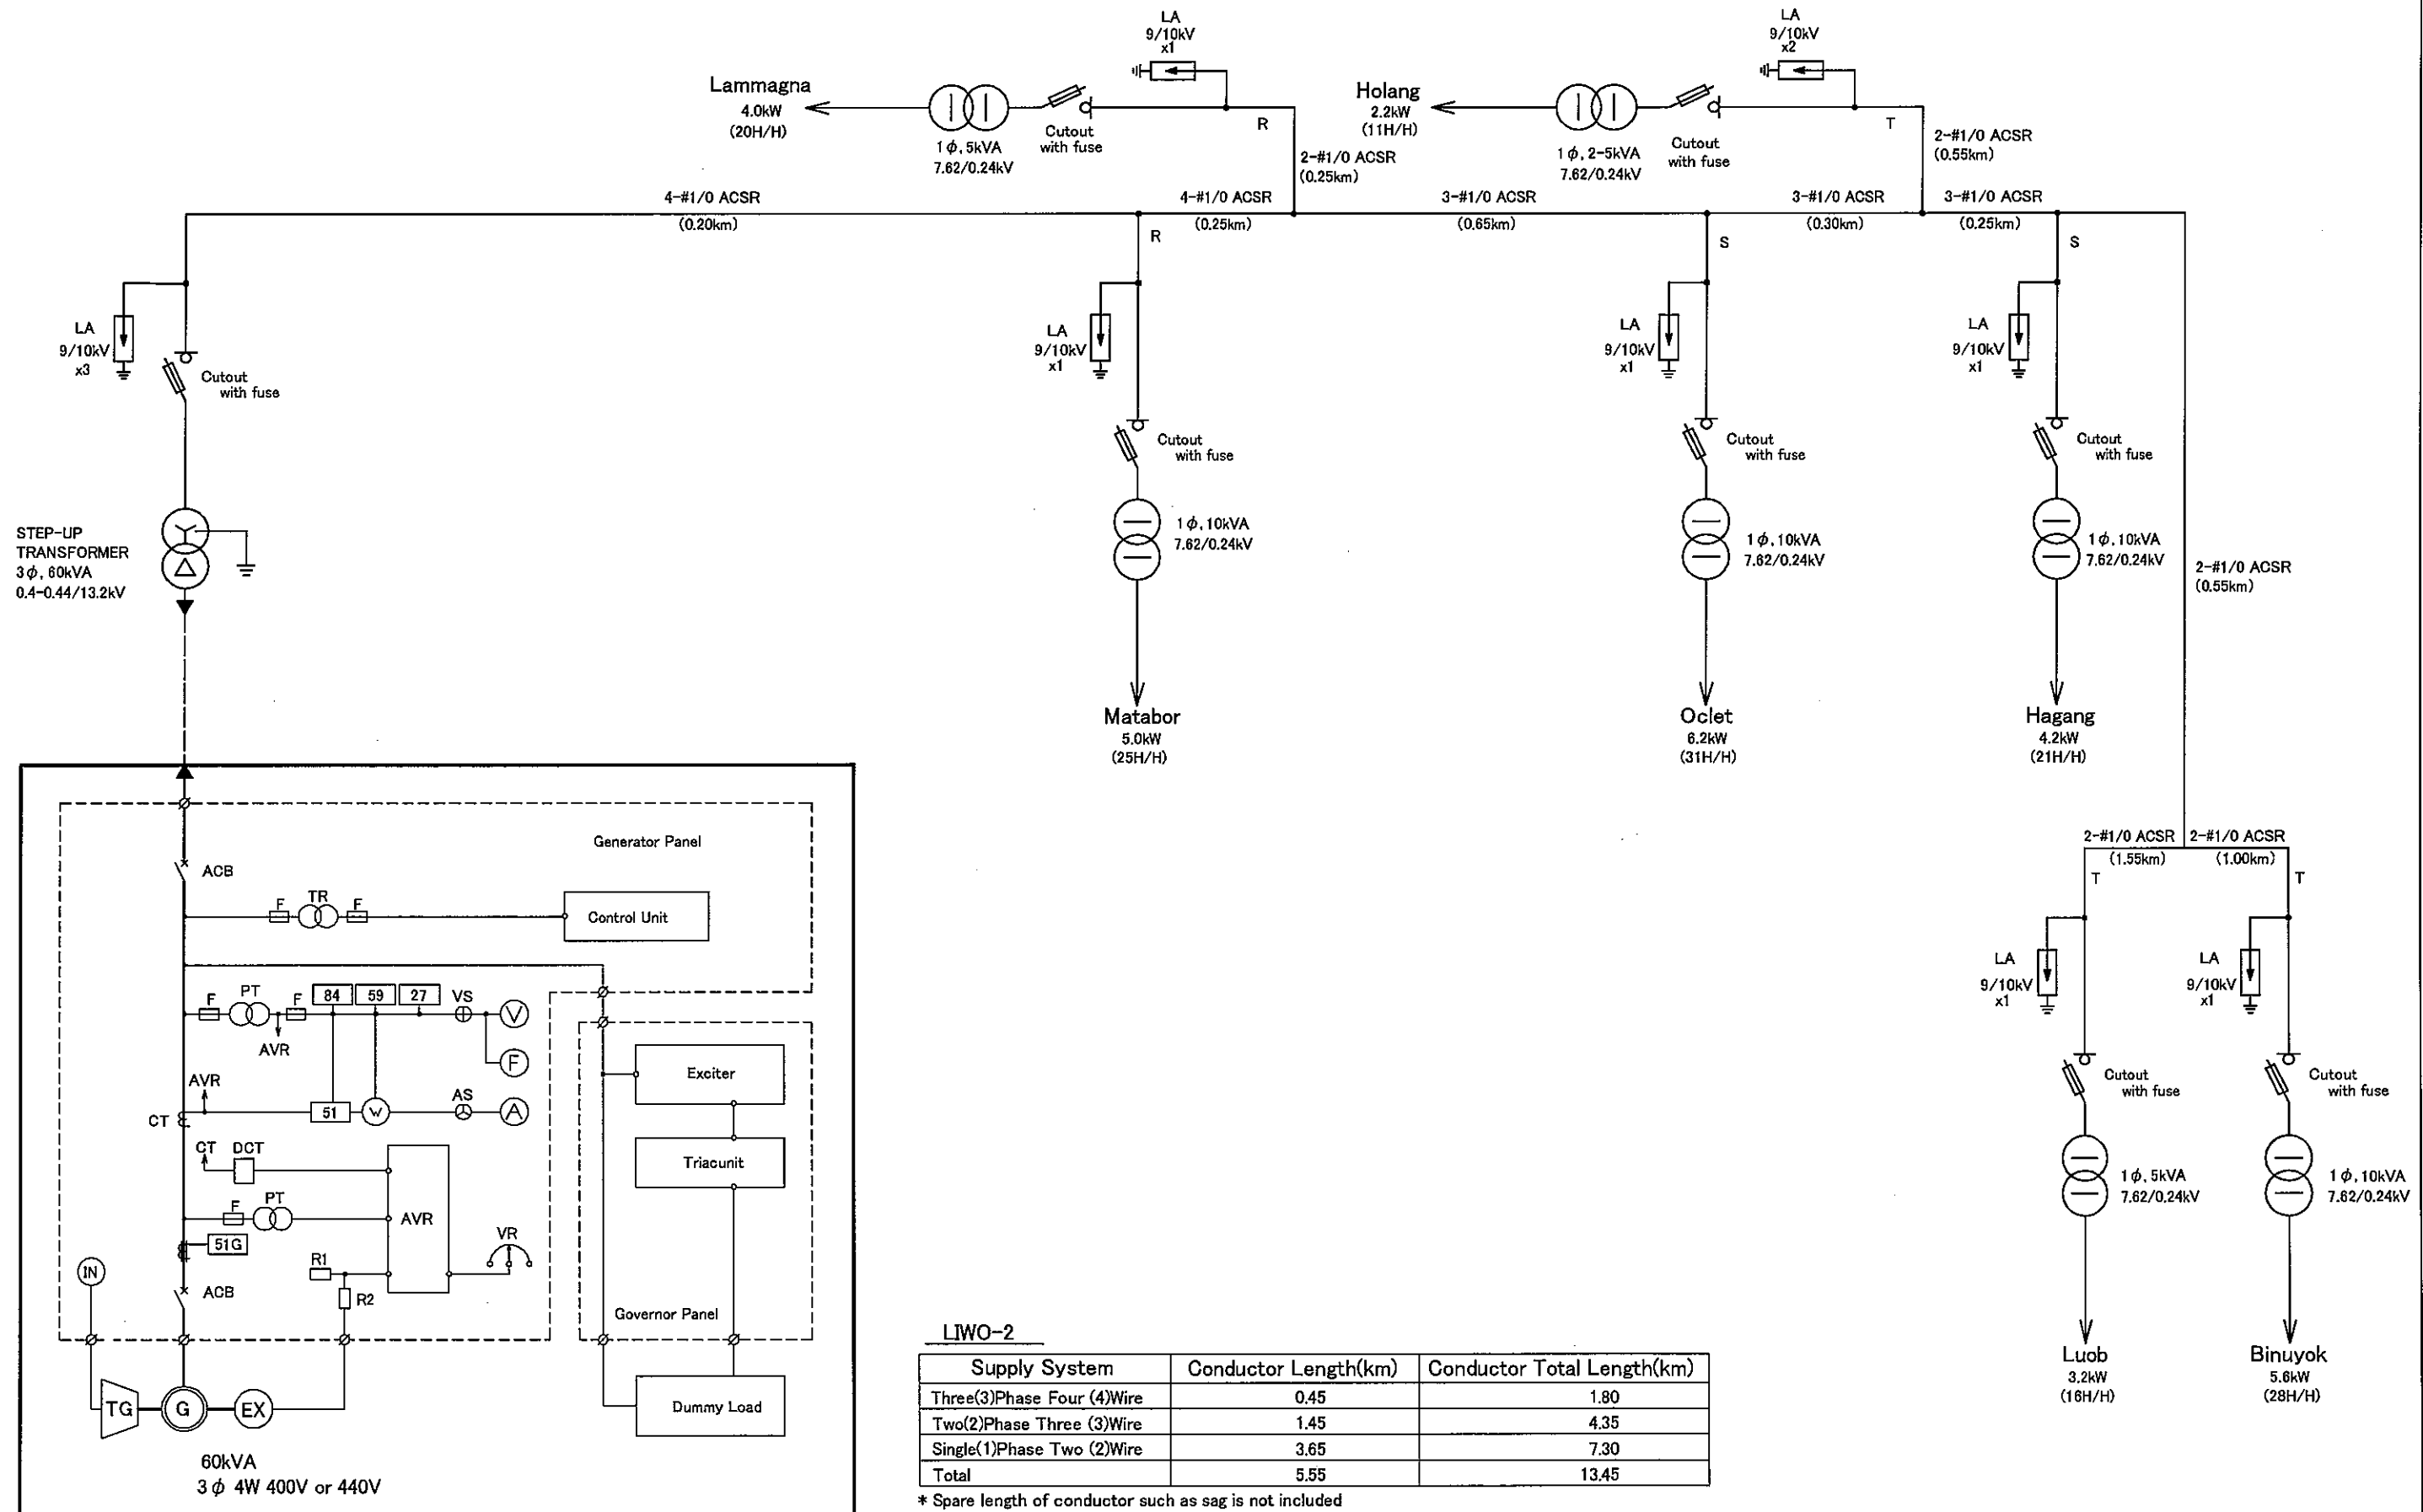 LA
9/10kV
x1
LA
9/10kV
x2
Lammagna
4.0kW
(20H/H)
1φ, 5kVA
7.62/0.24kV
Cutout
with fuse
R
2-#1/0 ACSR
(0.25km)
Holang
2.2kW
(11H/H)
1φ, 2-5kVA
7.62/0.24kV
Cutout
with fuse
T
2-#1/0 ACSR
(0.55km)
4-#1/0 ACSR
(0.20km)
4-#1/0 ACSR
(0.25km)
3-#1/0 ACSR
(0.65km)
3-#1/0 ACSR
(0.30km)
3-#1/0 ACSR
(0.25km)
R
S
S
LA
9/10kV
x3
Cutout
with fuse
LA
9/10kV
x1
Cutout
with fuse
LA
9/10kV
x1
Cutout
with fuse
LA
9/10kV
x1
Cutout
with fuse
STEP-UP
TRANSFORMER
3φ, 60kVA
0.4-0.44/13.2kV
1φ, 10kVA
7.62/0.24kV
1φ, 10kVA
7.62/0.24kV
1φ, 10kVA
7.62/0.24kV
2-#1/0 ACSR
(0.55km)
Matabor
5.0kW
(25H/H)
Oclet
6.2kW
(31H/H)
Hagang
4.2kW
(21H/H)
2-#1/0 ACSR
(1.55km)
2-#1/0 ACSR
(1.00km)
T
T
LA
9/10kV
x1
LA
9/10kV
x1
Cutout
with fuse
Cutout
with fuse
1φ, 5kVA
7.62/0.24kV
1φ, 10kVA
7.62/0.24kV
Luob
3.2kW
(16H/H)
Binuyok
5.6kW
(28H/H)
Generator Panel
ACB
F TR F
Control Unit
F PT F 84 59 27 VS V
AVR
F
Exciter
AVR
CT
51 W AS A
CT DCT
Triacunit
F PT
AVR
VR
51G
IN
R1
ACB
R2
Governor Panel
TG G EX
Dummy Load
60kVA
3φ 4W 400V or 440V
LIWO-2
Supply System Conductor Length(km) Conductor Total Length(km)
Three(3)Phase Four (4)Wire 0.45 1.80
Two(2)Phase Three (3)Wire 1.45 4.35
Single(1)Phase Two (2)Wire 3.65 7.30
Total 5.55 13.45
* Spare length of conductor such as sag is not included